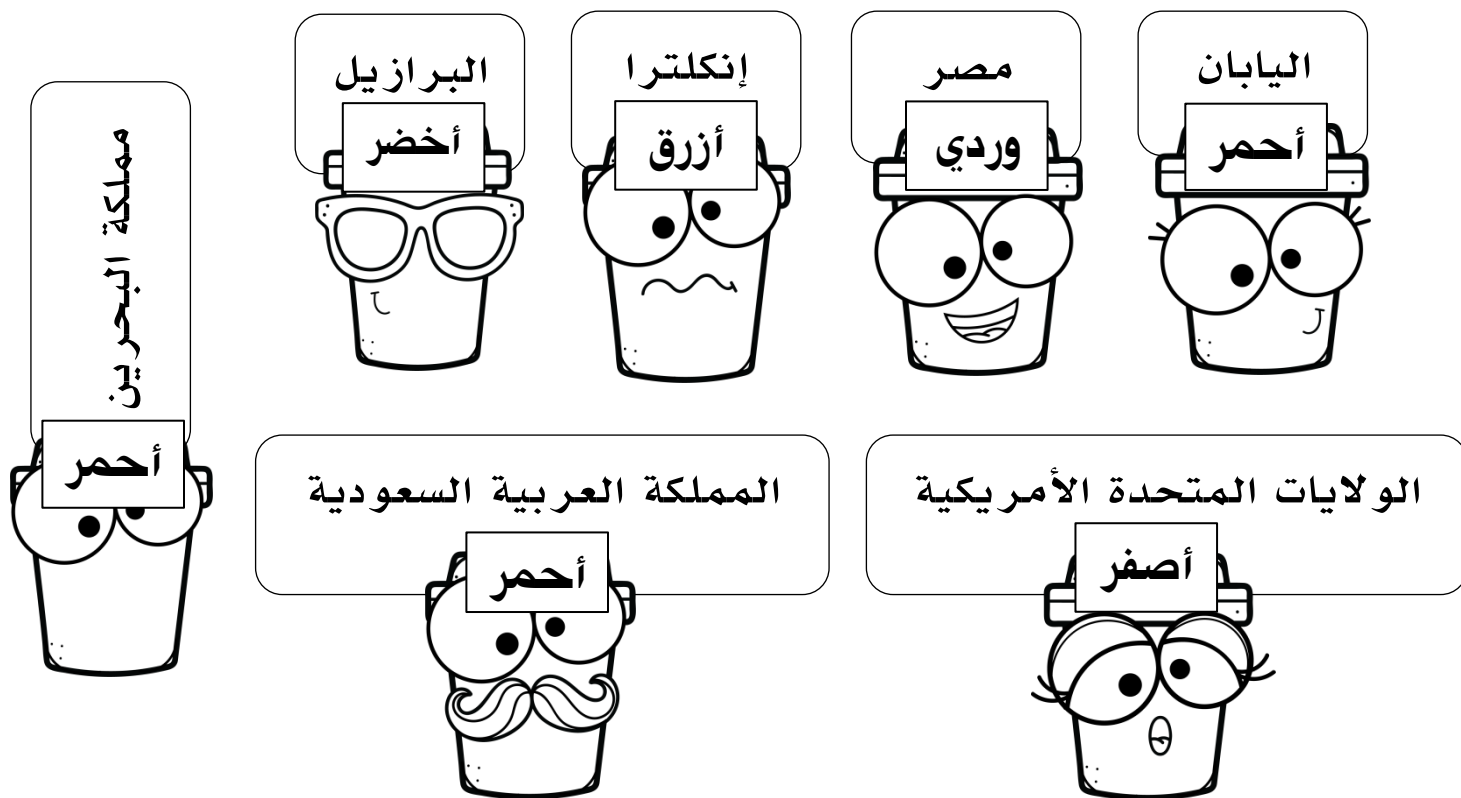 اليابان
أحمر
مصر
وردي
إنكلترا
أزرق
البرازيل
أخضر
مملكة البحرين
أحمر
الولايات المتحدة الأمريكية
أصفر
المملكة العربية السعودية
أحمر